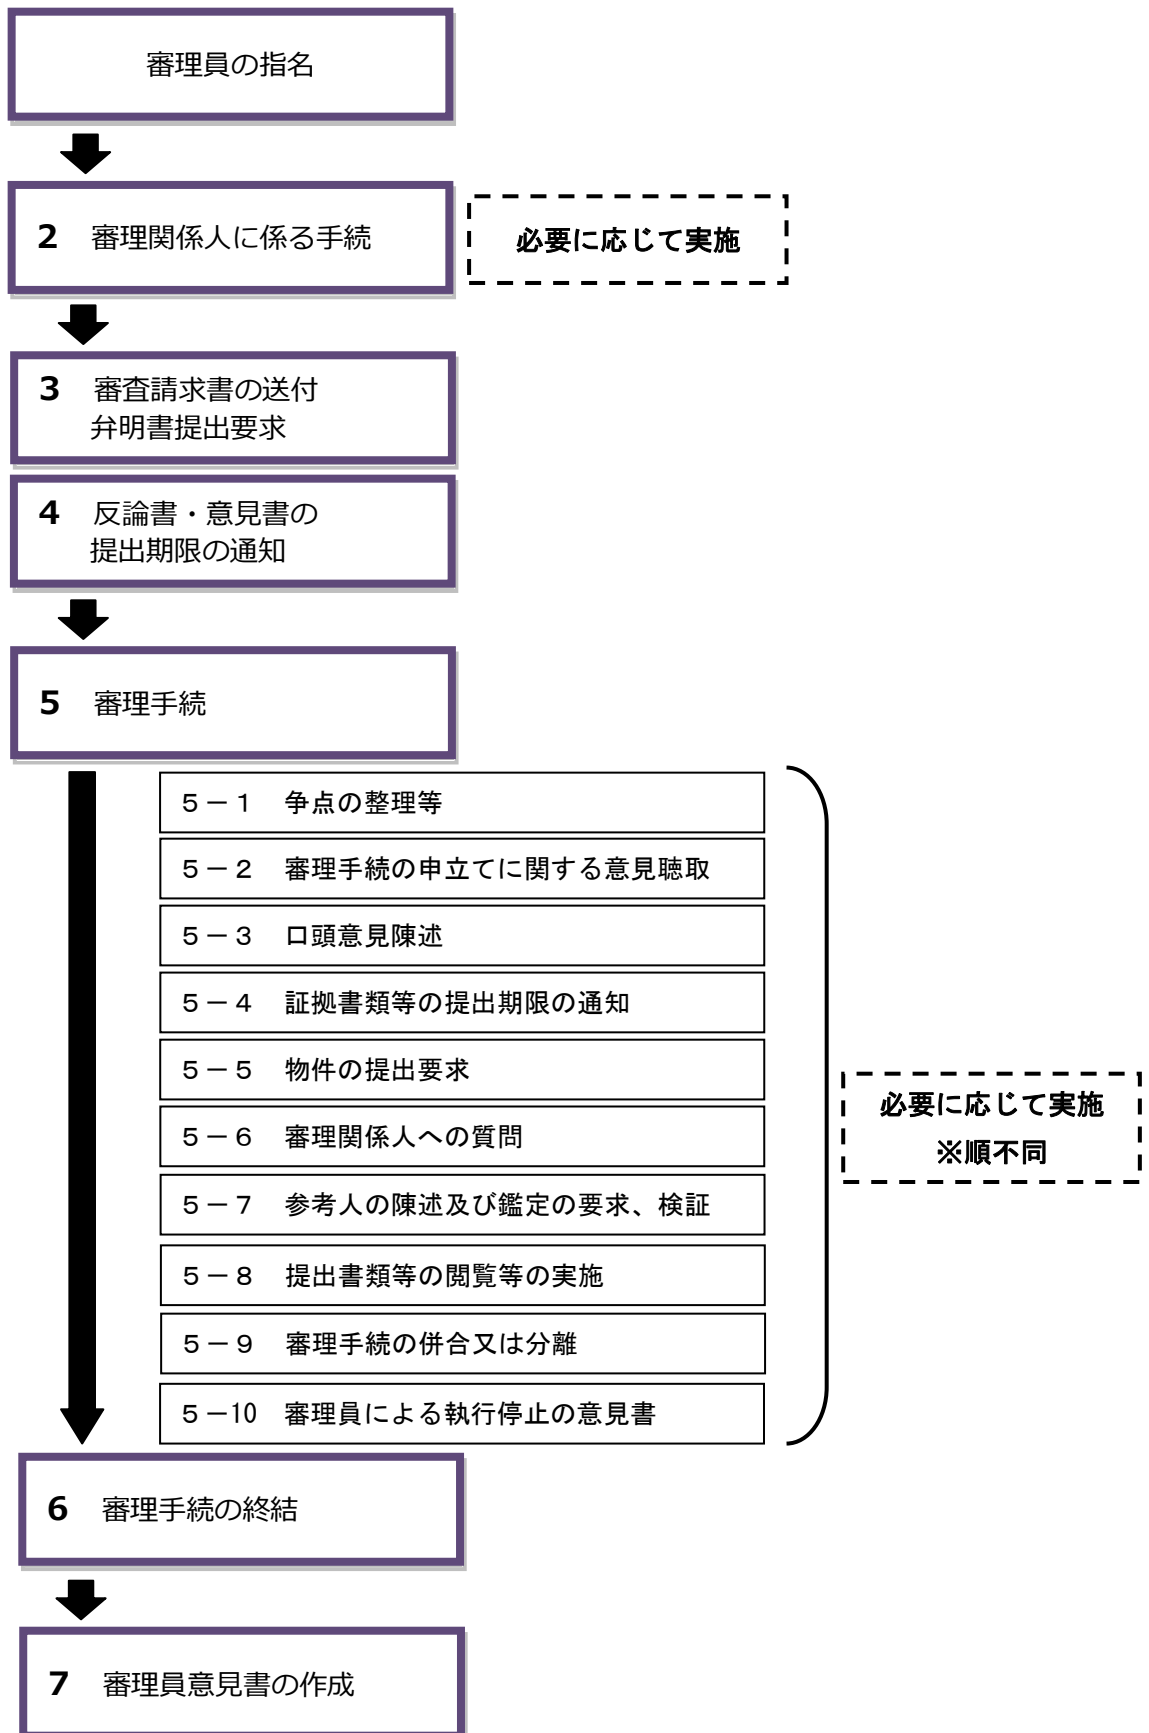 審理員の指名
2 審理関係人に係る手続
必要に応じて実施
3 審査請求書の送付
弁明書提出要求
4 反論書・意見書の
提出期限の通知
5 審理手続
5－1 争点の整理等
5－2 審理手続の申立てに関する意見聴取
5－3 口頭意見陳述
5－4 証拠書類等の提出期限の通知
5－5 物件の提出要求
5－6 審理関係人への質問
5－7 参考人の陳述及び鑑定の要求、検証
5－8 提出書類等の閲覧等の実施
5－9 審理手続の併合又は分離
5－10 審理員による執行停止の意見書
必要に応じて実施
※順不同
6 審理手続の終結
7 審理員意見書の作成